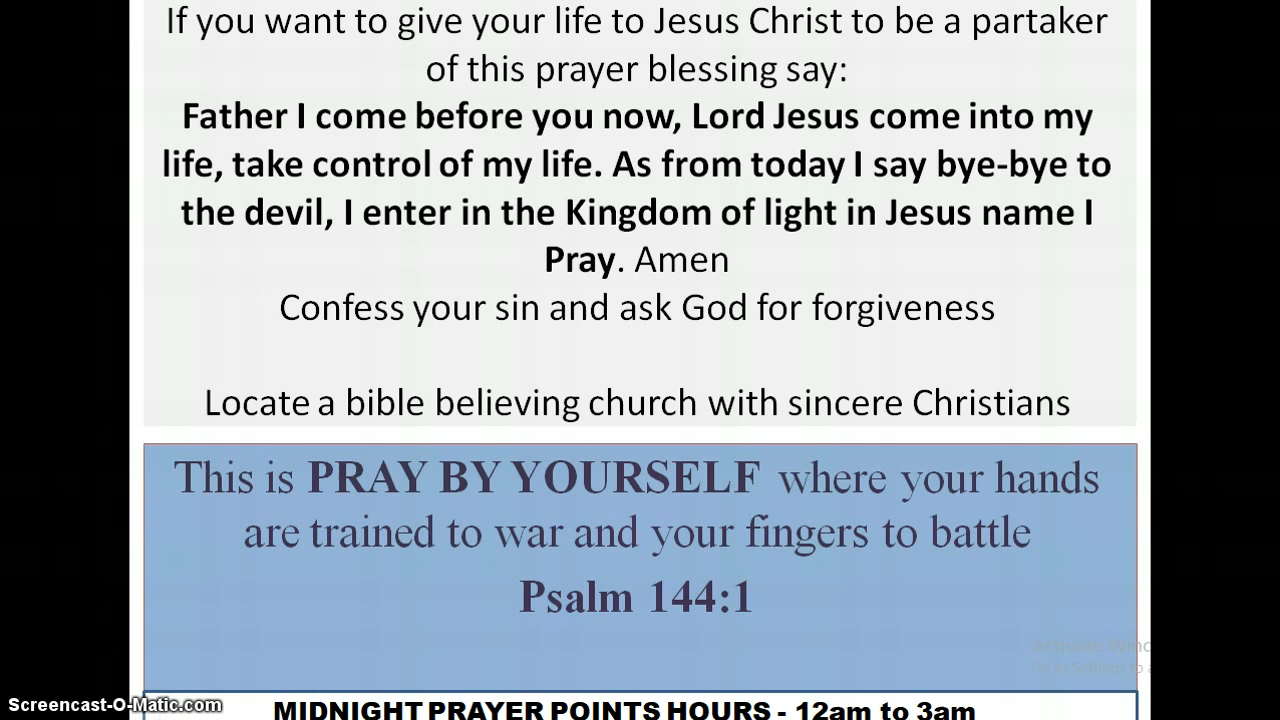 If you want to give your life to Jesus Christ to be a partaker
of this prayer blessing say:
Father I come before you now, Lord Jesus come into my
life, take control of my life. As from today I say bye-bye to
the devil, I enter in the Kingdom of light in Jesus name I
Pray. Amen
Confess your sin and ask God for forgiveness
Locate a bible believing church with sincere Christians
This is PRAY BY YOURSELF where your hands
are trained to war and your fingers to battle
Psalm 144:1
Activate
Screencast-O-Matic.com
MIDNIGHT PRAYER POINTS HOURS - 12am to 3am